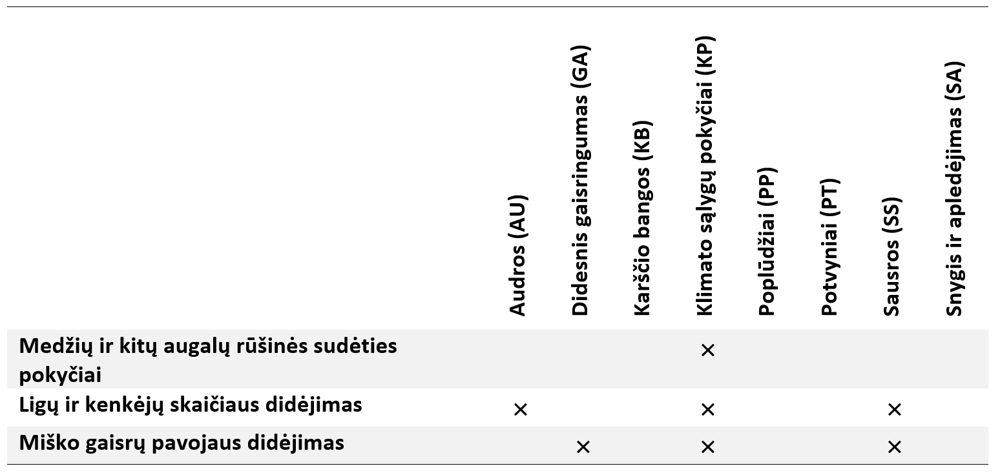 Audros (AU)
Didesnis gaisringumas (GA)
Karščio bangos (KB)
Klimato sąlygų pokyčiai (KP)
Poplūdžiai (PP)
Potvyniai (PT)
Sausros (SS)
Snygis ir apledėjimas (SA)
Medžių ir kitų augalų rūšinės sudėties
pokyčiai
×
Ligų ir kenkėjų skaičiaus didėjimas
× × ×
Miško gaisrų pavojaus didėjimas
× × ×